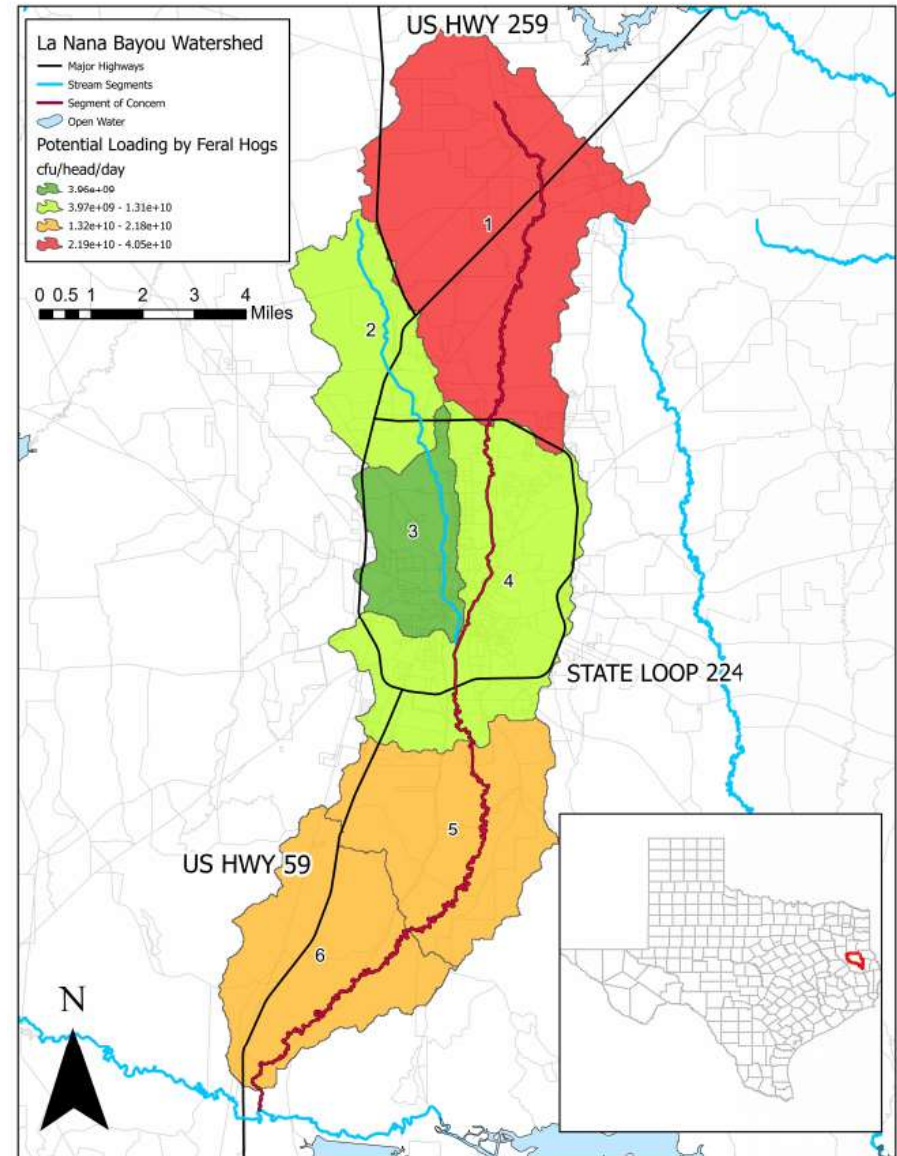 US HWY 259
La Nana Bayou Watershed
Major Highways
Stream Segments
Segment of Concern
Open Water
Potential Loading by Feral Hogs
cfu/head/day
3.96e+09
3.97e+09 - 1.31e+10
1.32e+10 - 2.18e+10
2.19e+10 - 4.05e+10
0 0.5 1 2 3 4
Miles
1
2
3
4
STATE LOOP 224
5
US HWY 59
6
N